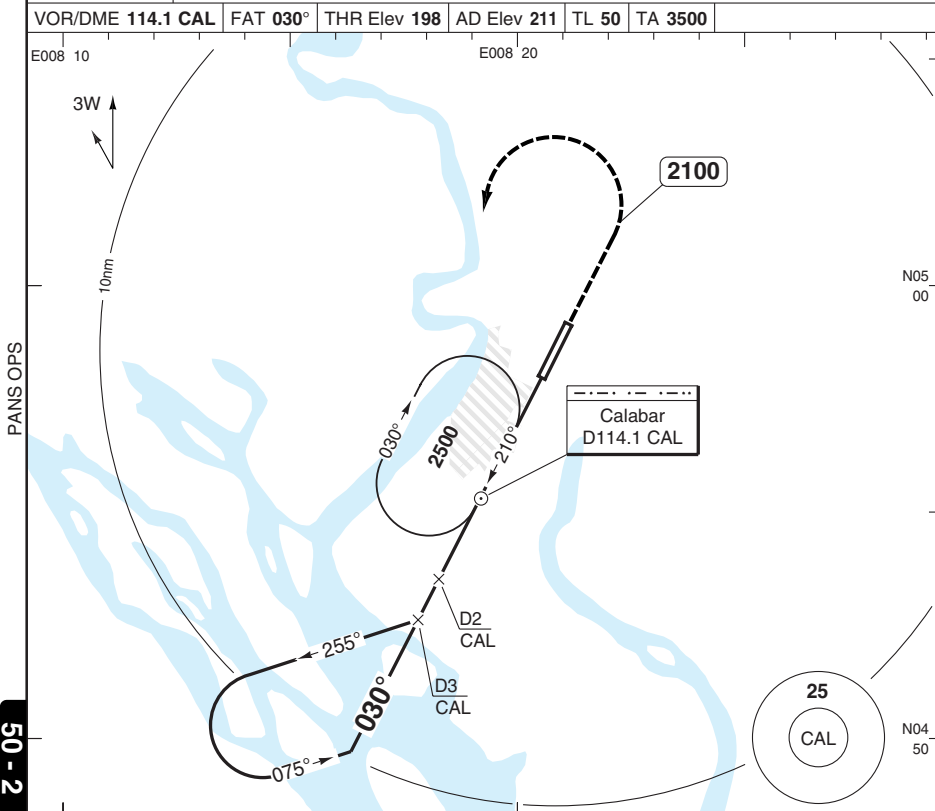 VOR/DME 114.1 CAL FAT 030° THR Elev 198 AD Elev 211 TL 50 TA 3500
E008 10
E008 20
3W
2100
10nm
N05
00
PANS OPS
Calabar
D114.1 CAL
030°
2500
210°
D2
CAL
255°
D3
CAL
030°
075°
25
CAL
N04
50
50 - 2